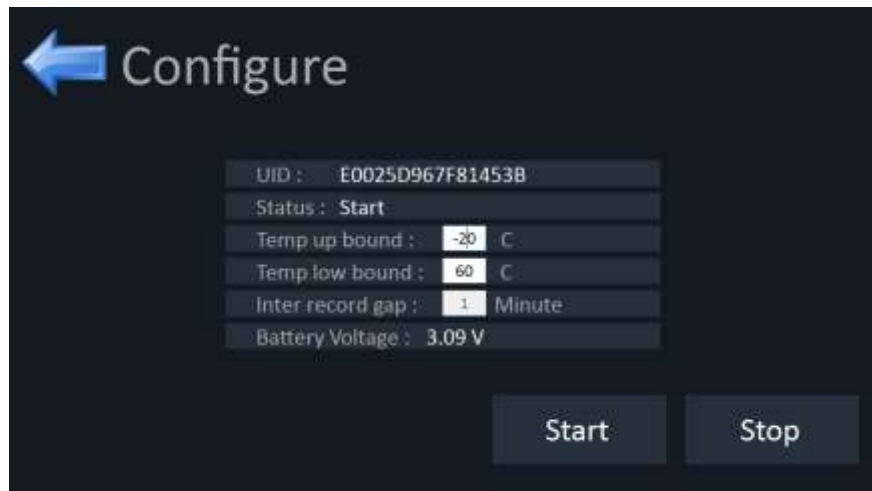 Configure
UID : E0025D967F81453B
Status : Start
Temp up bound : -20 C
Temp low bound : 60 C
Inter record gap : 1 Minute
Battery Voltage : 3.09 V
Start Stop